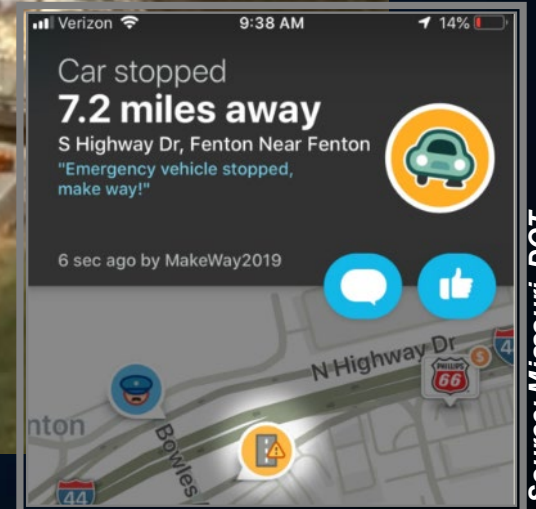 Verizon 9:38 AM 14%
Car stopped
7.2 miles away
S Highway Dr, Fenton Near Fenton
"Emergency vehicle stopped,
make way!"
6 sec ago by MakeWay2019
N Highway Dr
PHILLIPS
66
$
44
nton
Bowles
44
Source: Missouri DOT